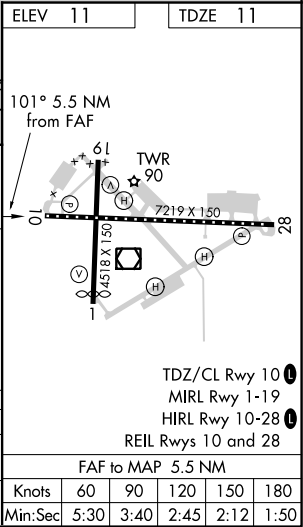 ELEV 11
TDZE 11
101° 5.5 NM
from FAF
19
TWR
90
V
P
H
7219 X 150
10
28
P
H
4518 X 150
V
H
1
TDZ/CL Rwy 10 L
MIRL Rwy 1-19
HIRL Rwy 10-28 L
REIL Rwys 10 and 28
FAF to MAP 5.5 NM
Knots 60 90 120 150 180
Min:Sec 5:30 3:40 2:45 2:12 1:50